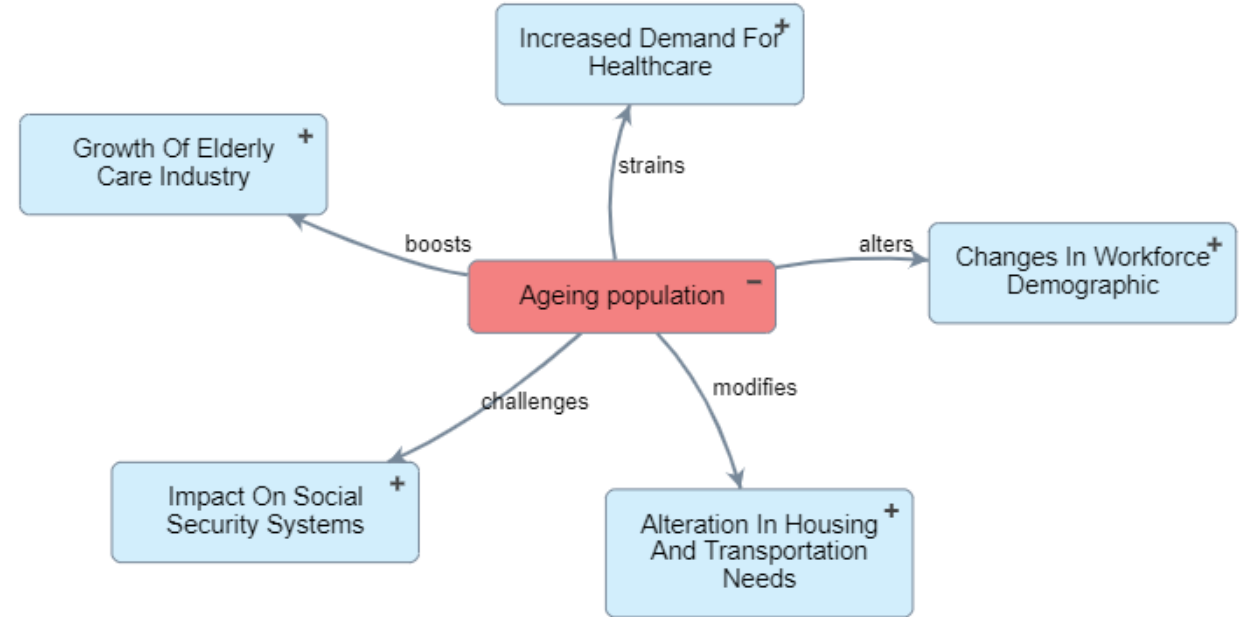 Increased Demand For
Healthcare
+
Growth Of Elderly
Care Industry
+
strains
boosts
alters
Changes In Workforce
Demographic
+
Ageing population
−
challenges
modifies
Impact On Social
Security Systems
+
Alteration In Housing
And Transportation
Needs
+